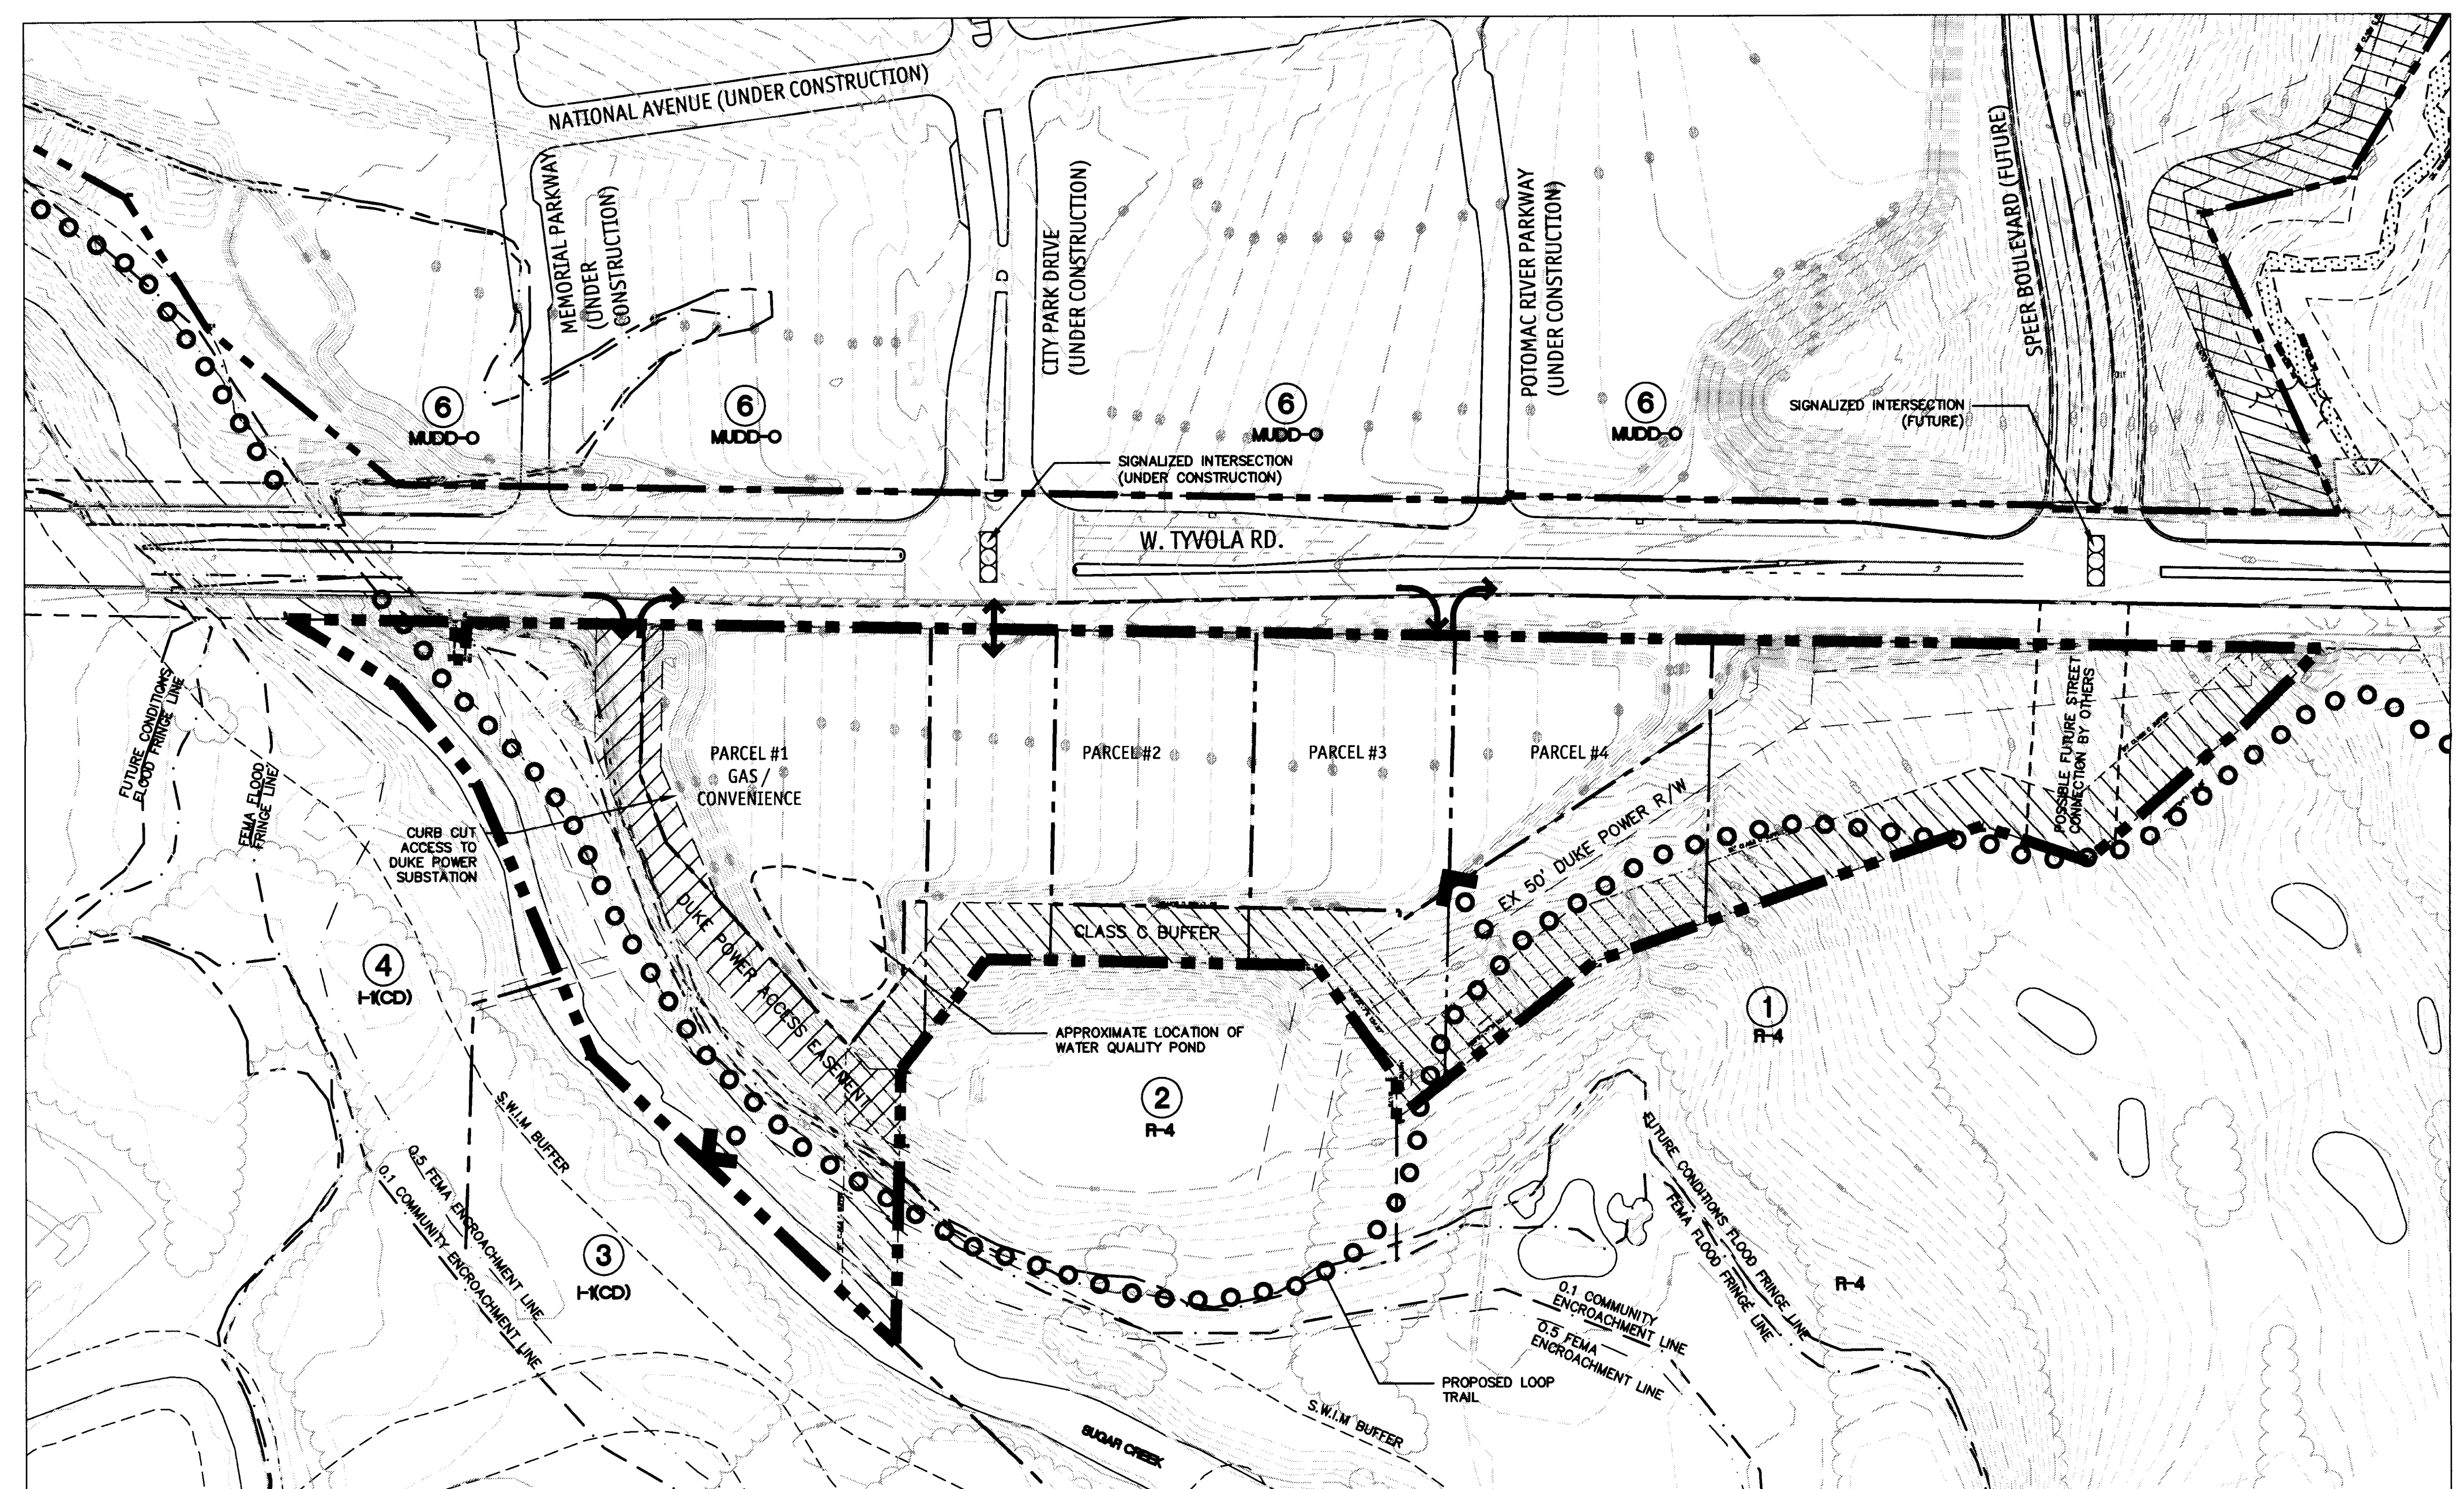 NATIONAL AVENUE (UNDER CONSTRUCTION)
MEMORIAL PARKWAY
(UNDER
CONSTRUCTION)
CITY PARK DRIVE
(UNDER CONSTRUCTION)
POTOMAC RIVER PARKWAY
(UNDER CONSTRUCTION)
SPEER BOULEVARD (FUTURE)
6
MUDD-O
6
MUDD-O
6
MUDD-O
6
MUDD-O
SIGNALIZED INTERSECTION
(FUTURE)
SIGNALIZED INTERSECTION
(UNDER CONSTRUCTION)
W. TYVOLA RD.
FUTURE CONDITIONS
FLOOD FRINGE LINE
FEMA FLOOD
FRINGE LINE
PARCEL #1
GAS /
CONVENIENCE
PARCEL #2
PARCEL #3
PARCEL #4
POSSIBLE FUTURE STREET
CONNECTION BY OTHERS
CURB CUT
ACCESS TO
DUKE POWER
SUBSTATION
EX 50' DUKE POWER R/W
DUKE POWER ACCESS EASEMENT
CLASS C BUFFER
4
I-1(CD)
APPROXIMATE LOCATION OF
WATER QUALITY POND
1
R-4
2
R-4
S.W.I.M BUFFER
0.5 FEMA ENCROACHMENT LINE
0.1 COMMUNITY ENCROACHMENT LINE
3
I-1(CD)
FUTURE CONDITIONS FLOOD FRINGE LINE
FEMA FLOOD FRINGE LINE
R-4
0.1 COMMUNITY
ENCROACHMENT LINE
0.5 FEMA
ENCROACHMENT LINE
PROPOSED LOOP
TRAIL
S.W.I.M BUFFER
SUGAR CREEK